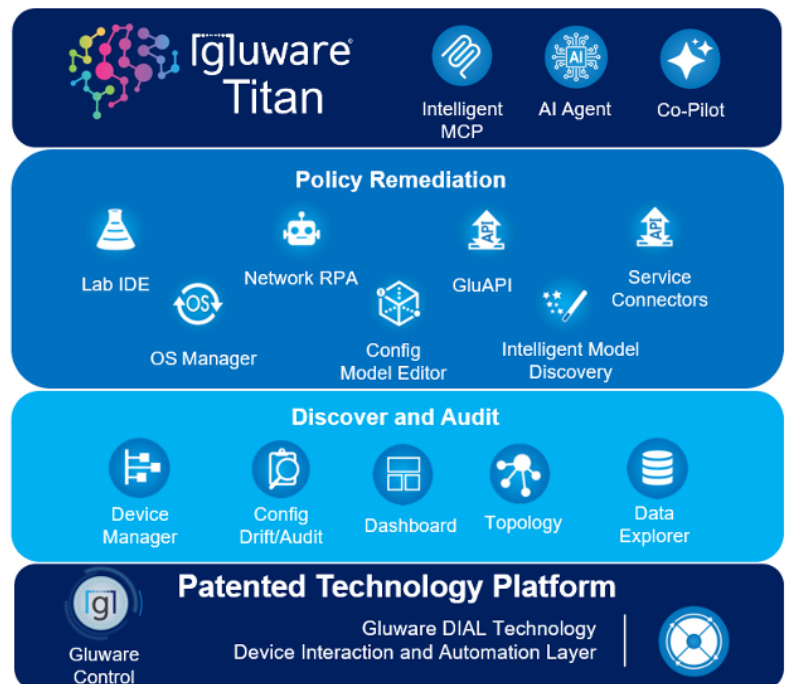 [g]luware®
Titan
Intelligent
MCP
AI
AI Agent
Co-Pilot
Policy Remediation
Lab IDE
Network RPA
API
GluAPI
API
Service
Connectors
OS
OS Manager
Config
Model Editor
Intelligent Model
Discovery
Discover and Audit
Device
Manager
Config
Drift/Audit
Dashboard
Topology
Data
Explorer
[g]
Gluware
Control
Patented Technology Platform
Gluware DIAL Technology
Device Interaction and Automation Layer